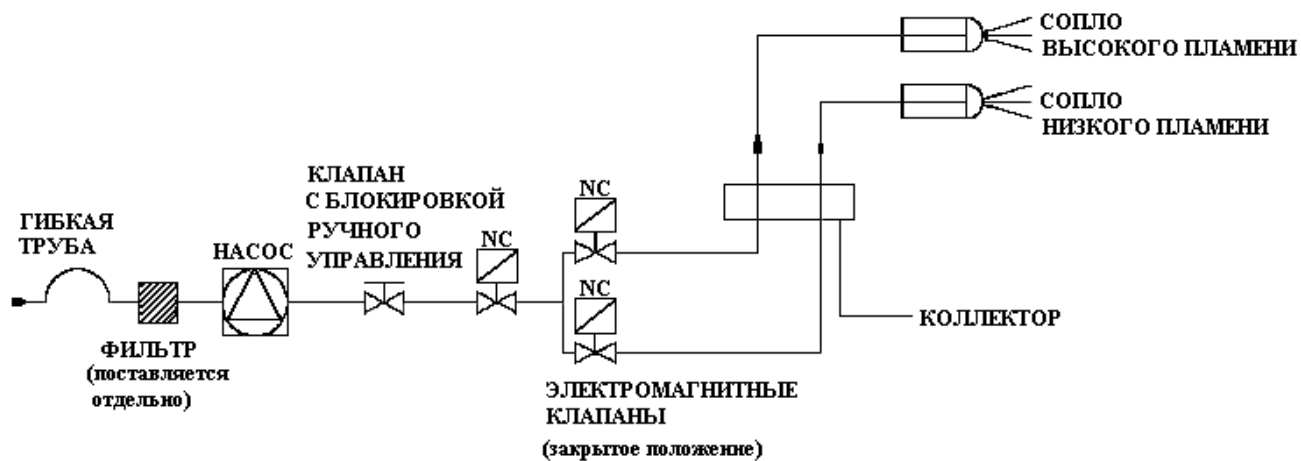 СОПЛО
ВЫСОКОГО ПЛАМЕНИ
СОПЛО
НИЗКОГО ПЛАМЕНИ
КЛАПАН
С БЛОКИРОВКОЙ
РУЧНОГО
УПРАВЛЕНИЯ
NC
NC
NC
ГИБКАЯ
ТРУБА
НАСОС
ФИЛЬТР
(поставляется
отдельно)
КОЛЛЕКТОР
ЭЛЕКТРОМАГНИТНЫЕ
КЛАПАНЫ
(закрытое положение)